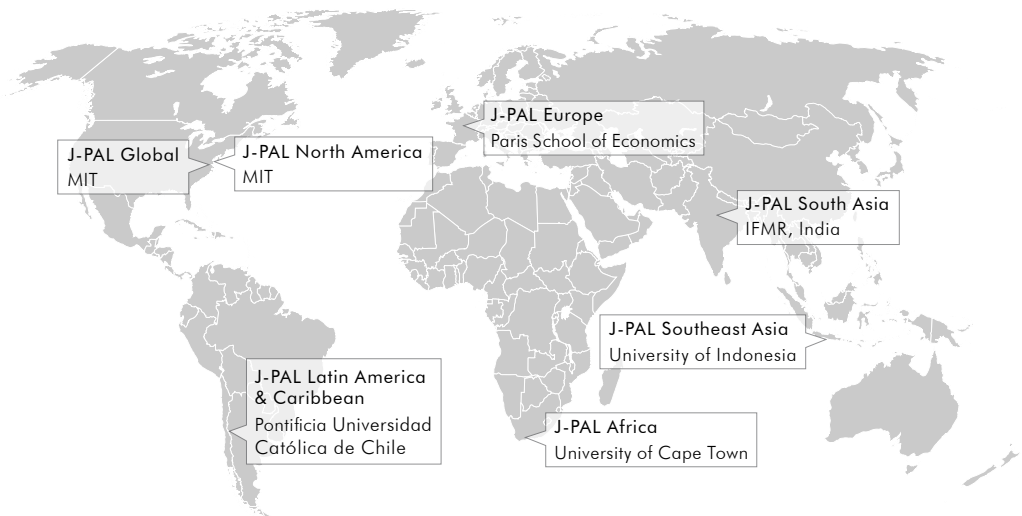 J-PAL Europe
Paris School of Economics
J-PAL Global
MIT
J-PAL North America
MIT
J-PAL South Asia
IFMR, India
J-PAL Southeast Asia
University of Indonesia
J-PAL Latin America
& Caribbean
Pontificia Universidad
Católica de Chile
J-PAL Africa
University of Cape Town